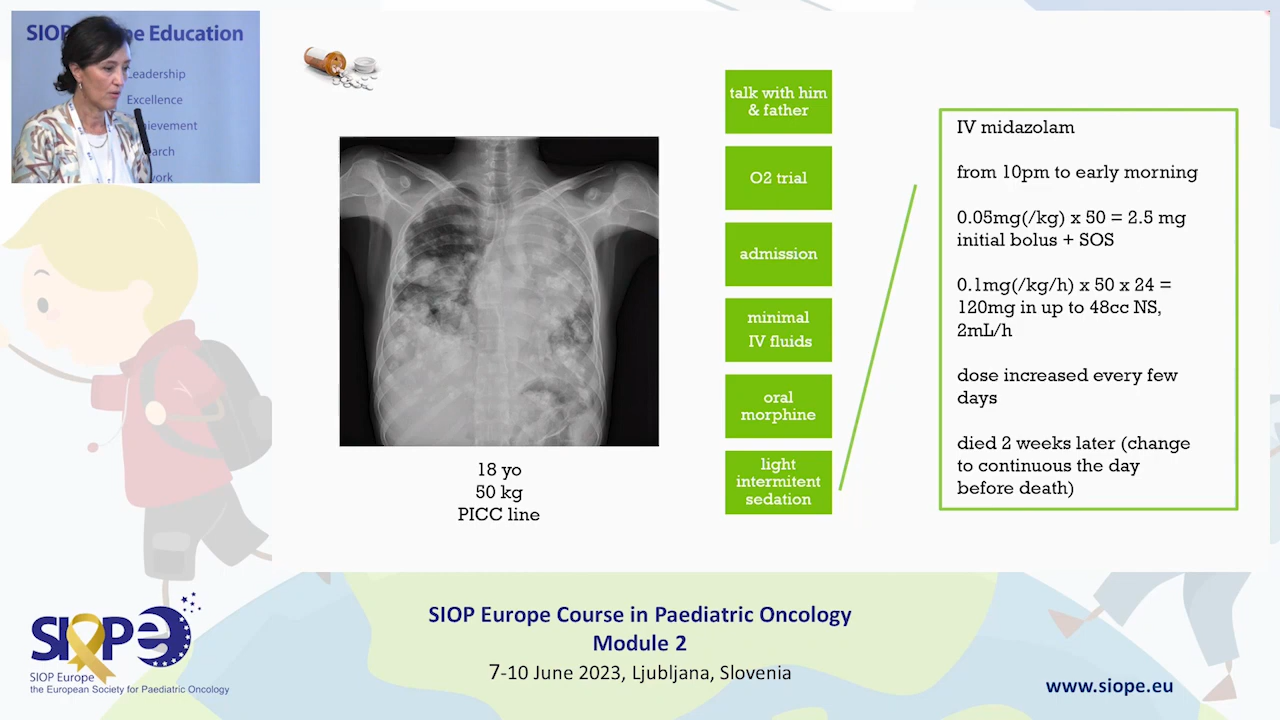 SIOP Europe Education
Leadership
Excellence
talk with him
& father
O2 trial
admission
minimal
IV fluids
oral
morphine
light
intermitent
sedation
18 yo
50 kg
PICC line
IV midazolam
from 10pm to early morning
0.05mg(/kg) x 50 = 2.5 mg
initial bolus + SOS
0.1mg(/kg/h) x 50 x 24 =
120mg in up to 48cc NS,
2mL/h
dose increased every few
days
died 2 weeks later (change
to continuous the day
before death)
SIOPe
SIOP Europe
the European Society for Paediatric Oncology
SIOP Europe Course in Paediatric Oncology
Module 2
7-10 June 2023, Ljubljana, Slovenia
www.siope.eu